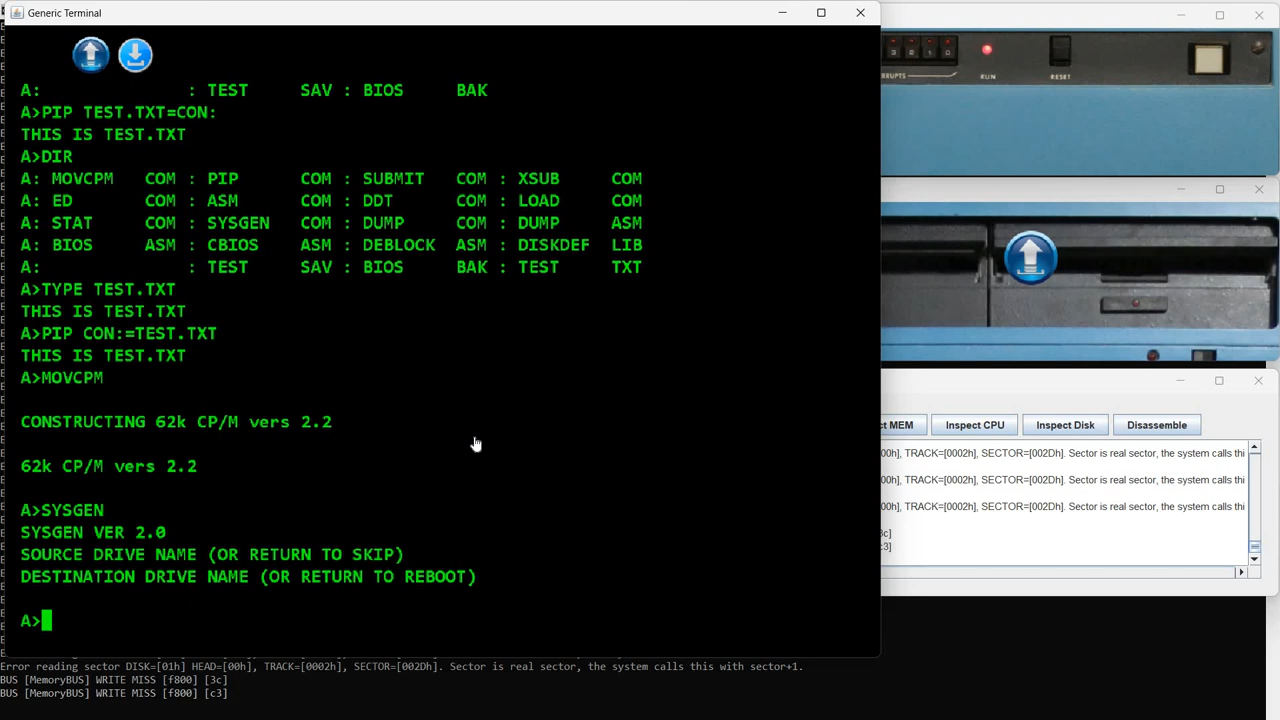 Generic Terminal
A:               : TEST     SAV : BIOS     BAK
A>PIP TEST.TXT=CON:
THIS IS TEST.TXT
A>DIR
A: MOVCPM   COM : PIP      COM : SUBMIT   COM : XSUB     COM
A: ED       COM : ASM      COM : DDT      COM : LOAD     COM
A: STAT     COM : SYSGEN   COM : DUMP     COM : DUMP     ASM
A: BIOS     ASM : CBIOS    ASM : DEBLOCK  ASM : DISKDEF  LIB
A:               : TEST     SAV : BIOS     BAK : TEST     TXT
A>TYPE TEST.TXT
THIS IS TEST.TXT
A>PIP CON:=TEST.TXT
THIS IS TEST.TXT
A>MOVCPM
CONSTRUCTING 62k CP/M vers 2.2
62k CP/M vers 2.2
A>SYSGEN
SYSGEN VER 2.0
SOURCE DRIVE NAME (OR RETURN TO SKIP)
DESTINATION DRIVE NAME (OR RETURN TO REBOOT)
A>
3 2 1 0
RUPTS
RUN
RESET
ct MEM
Inspect CPU
Inspect Disk
Disassemble
00h], TRACK=[0002h], SECTOR=[002Dh]. Sector is real sector, the system calls thi
00h], TRACK=[0002h], SECTOR=[002Dh]. Sector is real sector, the system calls thi
00h], TRACK=[0002h], SECTOR=[002Dh]. Sector is real sector, the system calls thi
3c]
c3]
Error reading sector DISK=[01h] HEAD=[00h], TRACK=[0002h], SECTOR=[002Dh]. Sector is real sector, the system calls this with sector+1.
BUS [MemoryBUS] WRITE MISS [f800] [3c]
BUS [MemoryBUS] WRITE MISS [f800] [c3]